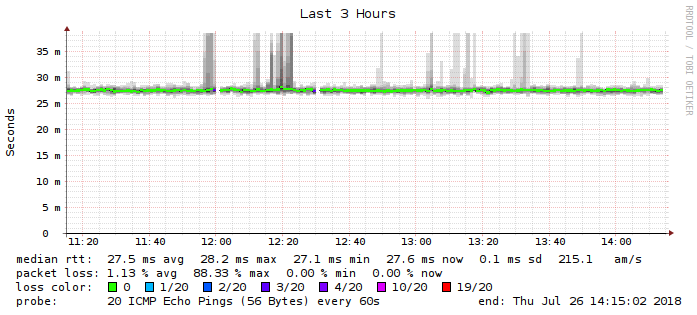 Last 3 Hours
RRDTOOL / TOBI OETIKER
Seconds
35 m
30 m
25 m
20 m
15 m
10 m
5 m
0
11:20 11:40 12:00 12:20 12:40 13:00 13:20 13:40 14:00
median rtt: 27.5 ms avg 28.2 ms max 27.1 ms min 27.6 ms now 0.1 ms sd 215.1 am/s
packet loss: 1.13 % avg 88.33 % max 0.00 % min 0.00 % now
loss color: 0 1/20 2/20 3/20 4/20 10/20 19/20
probe: 20 ICMP Echo Pings (56 Bytes) every 60s end: Thu Jul 26 14:15:02 2018